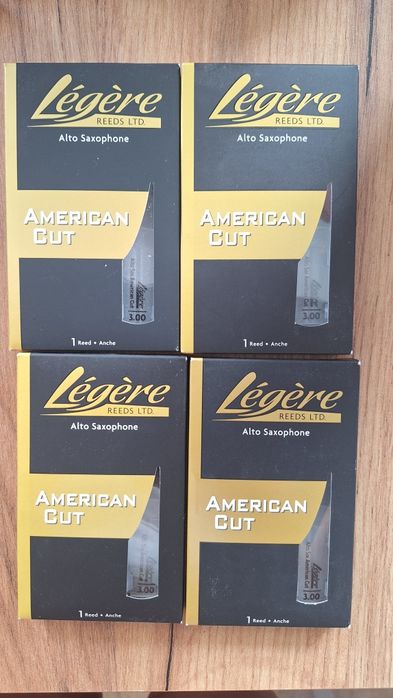 Légère
REEDS LTD.
Alto Saxophone
AMERICAN
CUT
Légère
3.00
1 Reed • Anche
Légère
REEDS LTD.
Alto Saxophone
AMERICAN
CUT
3.00
1 Reed • Anche
Légère
REEDS LTD.
Alto Saxophone
AMERICAN
CUT
3.00
1 Reed • Anche
Légère
REEDS LTD.
Alto Saxophone
AMERICAN
CUT
Légère
3.00
1 Reed • Anche